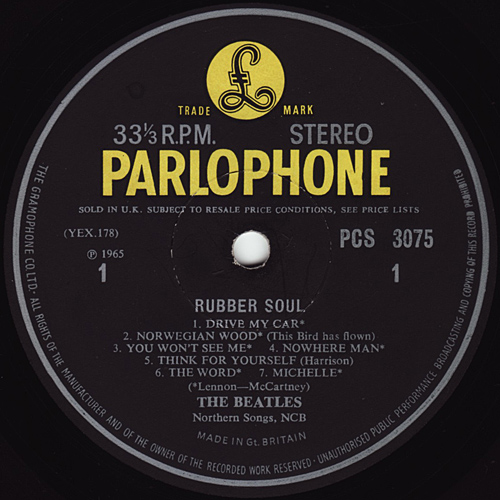 £
TRADE MARK
33⅓ R.P.M. STEREO
PARLOPHONE
SOLD IN U.K. SUBJECT TO RESALE PRICE CONDITIONS, SEE PRICE LISTS
(YEX.178) PCS 3075
℗ 1965
1 1
RUBBER SOUL
1. DRIVE MY CAR*
2. NORWEGIAN WOOD* (This Bird has flown)
3. YOU WON'T SEE ME* 4. NOWHERE MAN*
5. THINK FOR YOURSELF (Harrison)
6. THE WORD* 7. MICHELLE*
(*Lennon—McCartney)
THE BEATLES
Northern Songs, NCB
MADE IN Gt. BRITAIN
THE GRAMOPHONE CO. LTD. ALL RIGHTS OF THE MANUFACTURER AND OF THE OWNER OF THE RECORDED WORK RESERVED · UNAUTHORISED PUBLIC PERFORMANCE BROADCASTING AND COPYING OF THIS RECORD PROHIBITED